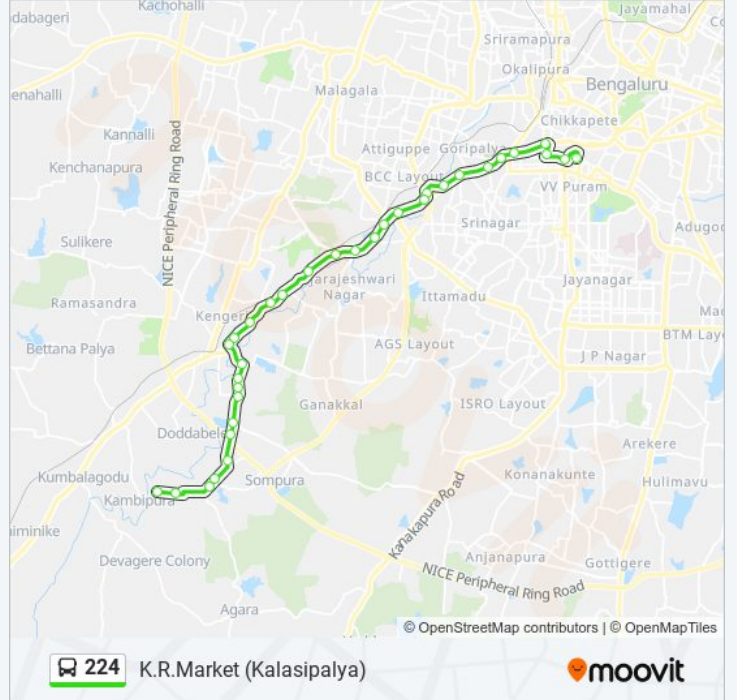 Kachohalli
Jayamahal
dabageri
Sriramapura
Okalipura
Bengaluru
enahalli
Malagala
Chikkapete
Kannalli
Attiguppe
Goripalya
Kenchanapura
BCC Layout
VV Puram
NICE Peripheral Ring Road
Srinagar
Adugo
Sulikere
garajeshwari
Nagar
Jayanagar
Ramasandra
Ittamadu
Kengeri
Ma
Bettana Palya
AGS Layout
BTM Lay
J P Nagar
Ganakkal
ISRO Layout
Doddabele
Arekere
Kumbalagodu
Sompura
Konanakunte
Kambipura
Hulimavu
Kanakapura Road
iminike
Devagere Colony
Anjanapura
Gottigere
NICE Peripheral Ring Road
Agara
© OpenStreetMap contributors | © OpenMapTiles
224 K.R.Market (Kalasipalya)
moovit